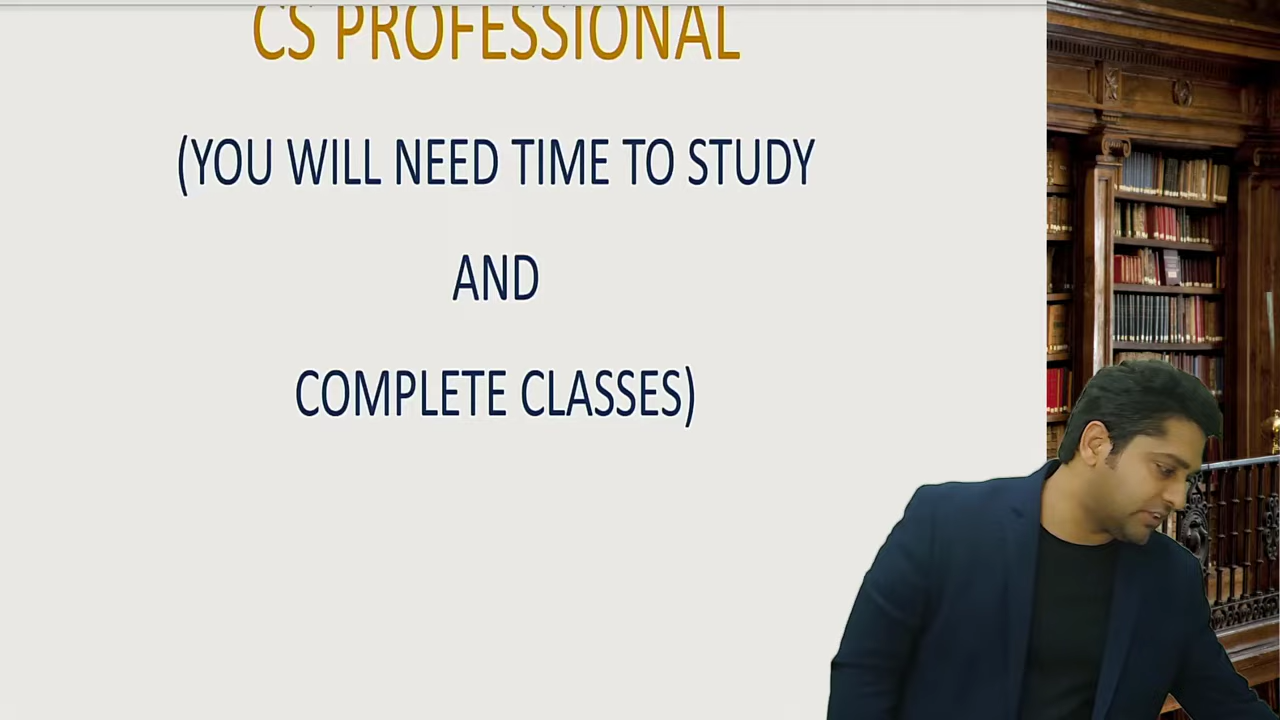 CS PROFESSIONAL
(YOU WILL NEED TIME TO STUDY
AND
COMPLETE CLASSES)